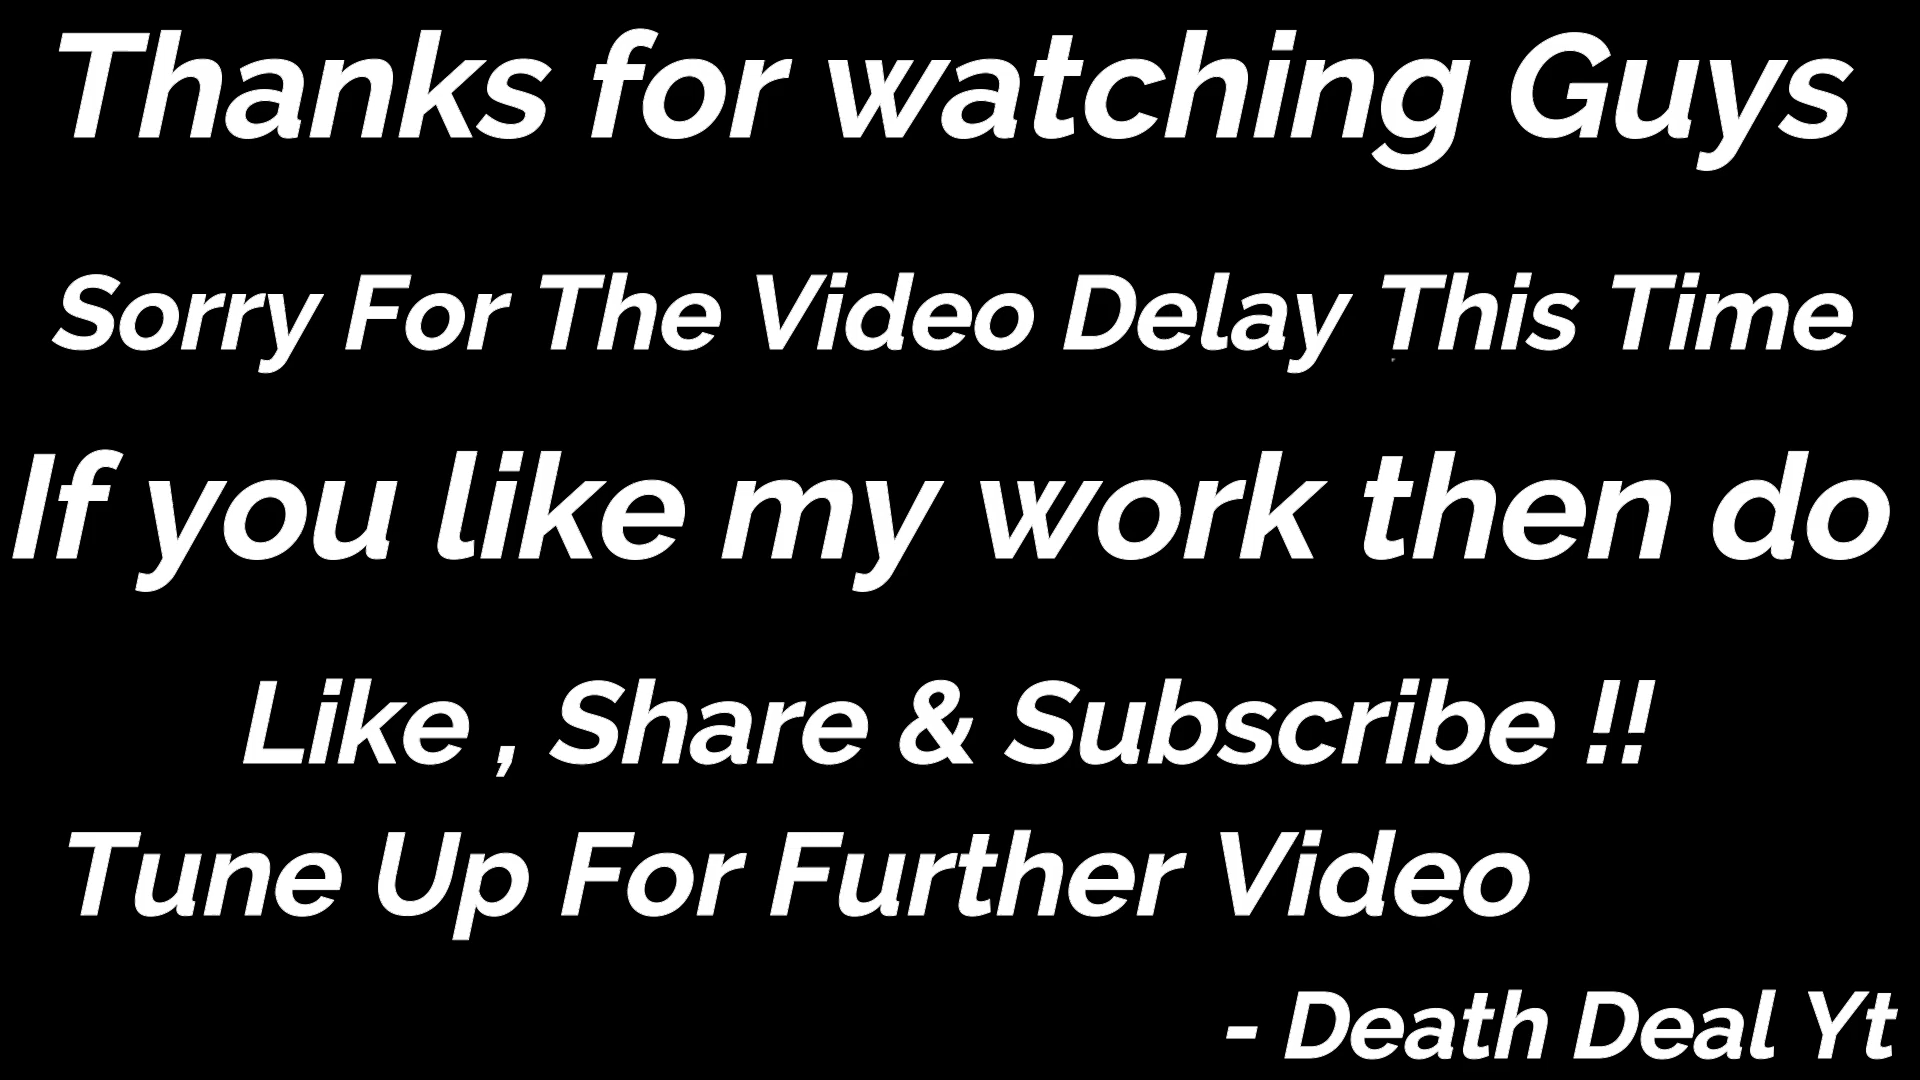 Thanks for watching Guys
Sorry For The Video Delay This Time
If you like my work then do
Like , Share & Subscribe !!
Tune Up For Further Video
- Death Deal Yt